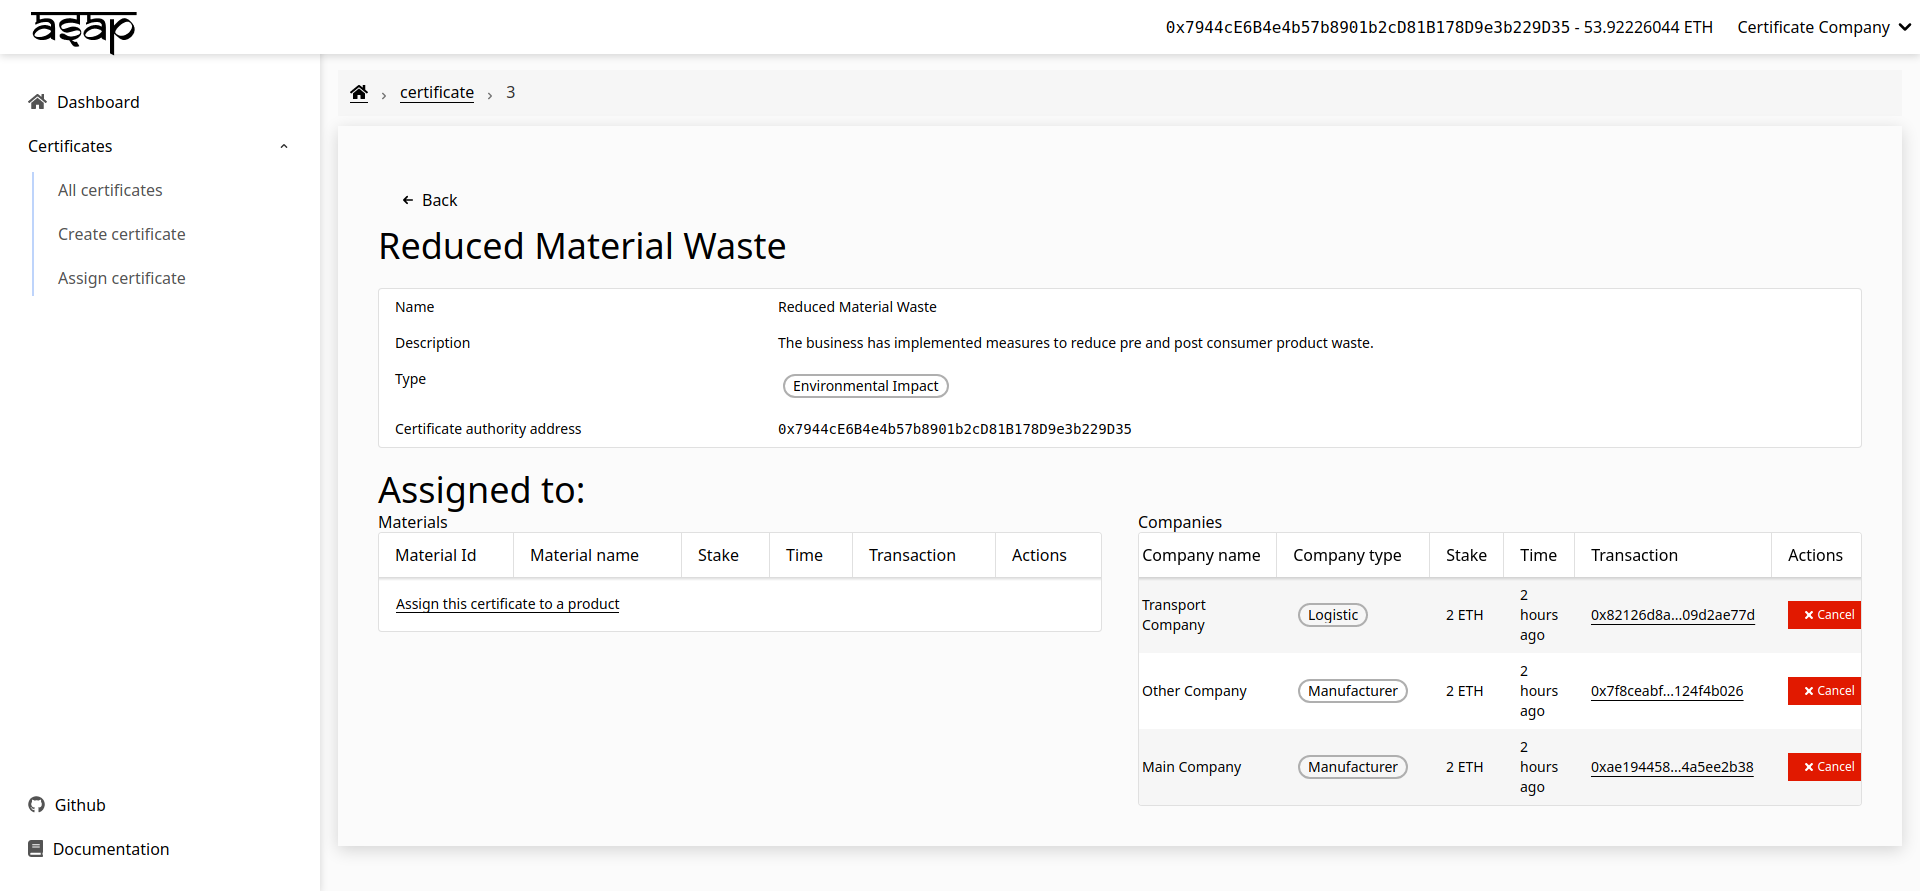 asap
0x7944cE6B4e4b57b8901b2cD81B178D9e3b229D35 - 53.92226044 ETH
Certificate Company
Dashboard
Certificates
All certificates
Create certificate
Assign certificate
Github
Documentation
certificate › 3
Back
Reduced Material Waste
Name Reduced Material Waste
Description The business has implemented measures to reduce pre and post consumer product waste.
Type Environmental Impact
Certificate authority address 0x7944cE6B4e4b57b8901b2cD81B178D9e3b229D35
Assigned to:
Materials
Material Id Material name Stake Time Transaction Actions
Assign this certificate to a product
Companies
Company name Company type Stake Time Transaction Actions
Transport Company Logistic 2 ETH 2 hours ago 0x82126d8a...09d2ae77d Cancel
Other Company Manufacturer 2 ETH 2 hours ago 0x7f8ceabf...124f4b026 Cancel
Main Company Manufacturer 2 ETH 2 hours ago 0xae194458...4a5ee2b38 Cancel